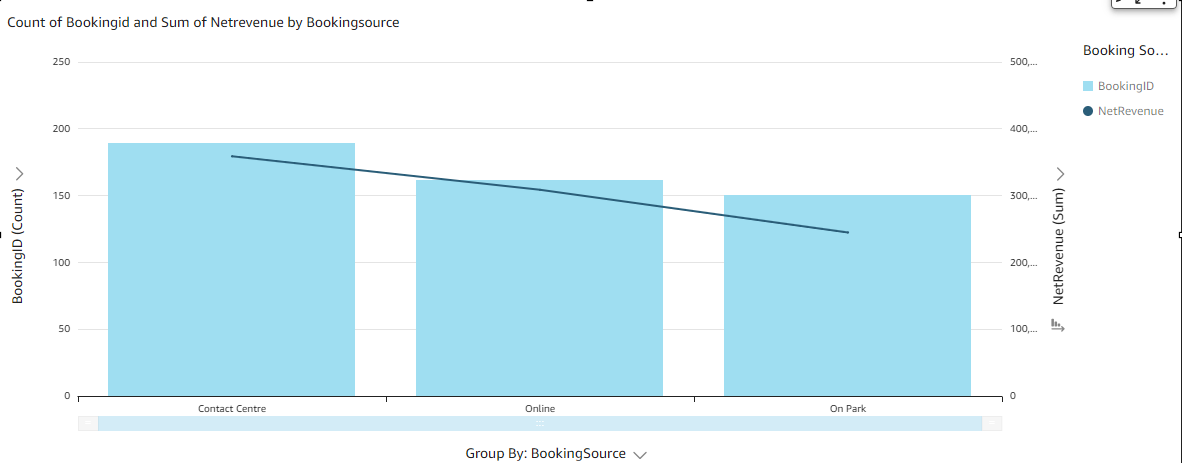 Count of Bookingid and Sum of Netrevenue by Bookingsource
Booking So...
BookingID
NetRevenue
BookingID (Count)
250
200
150
100
50
0
500,...
400,...
300,...
200,...
100,...
0
NetRevenue (Sum)
Contact Centre
Online
On Park
Group By: BookingSource